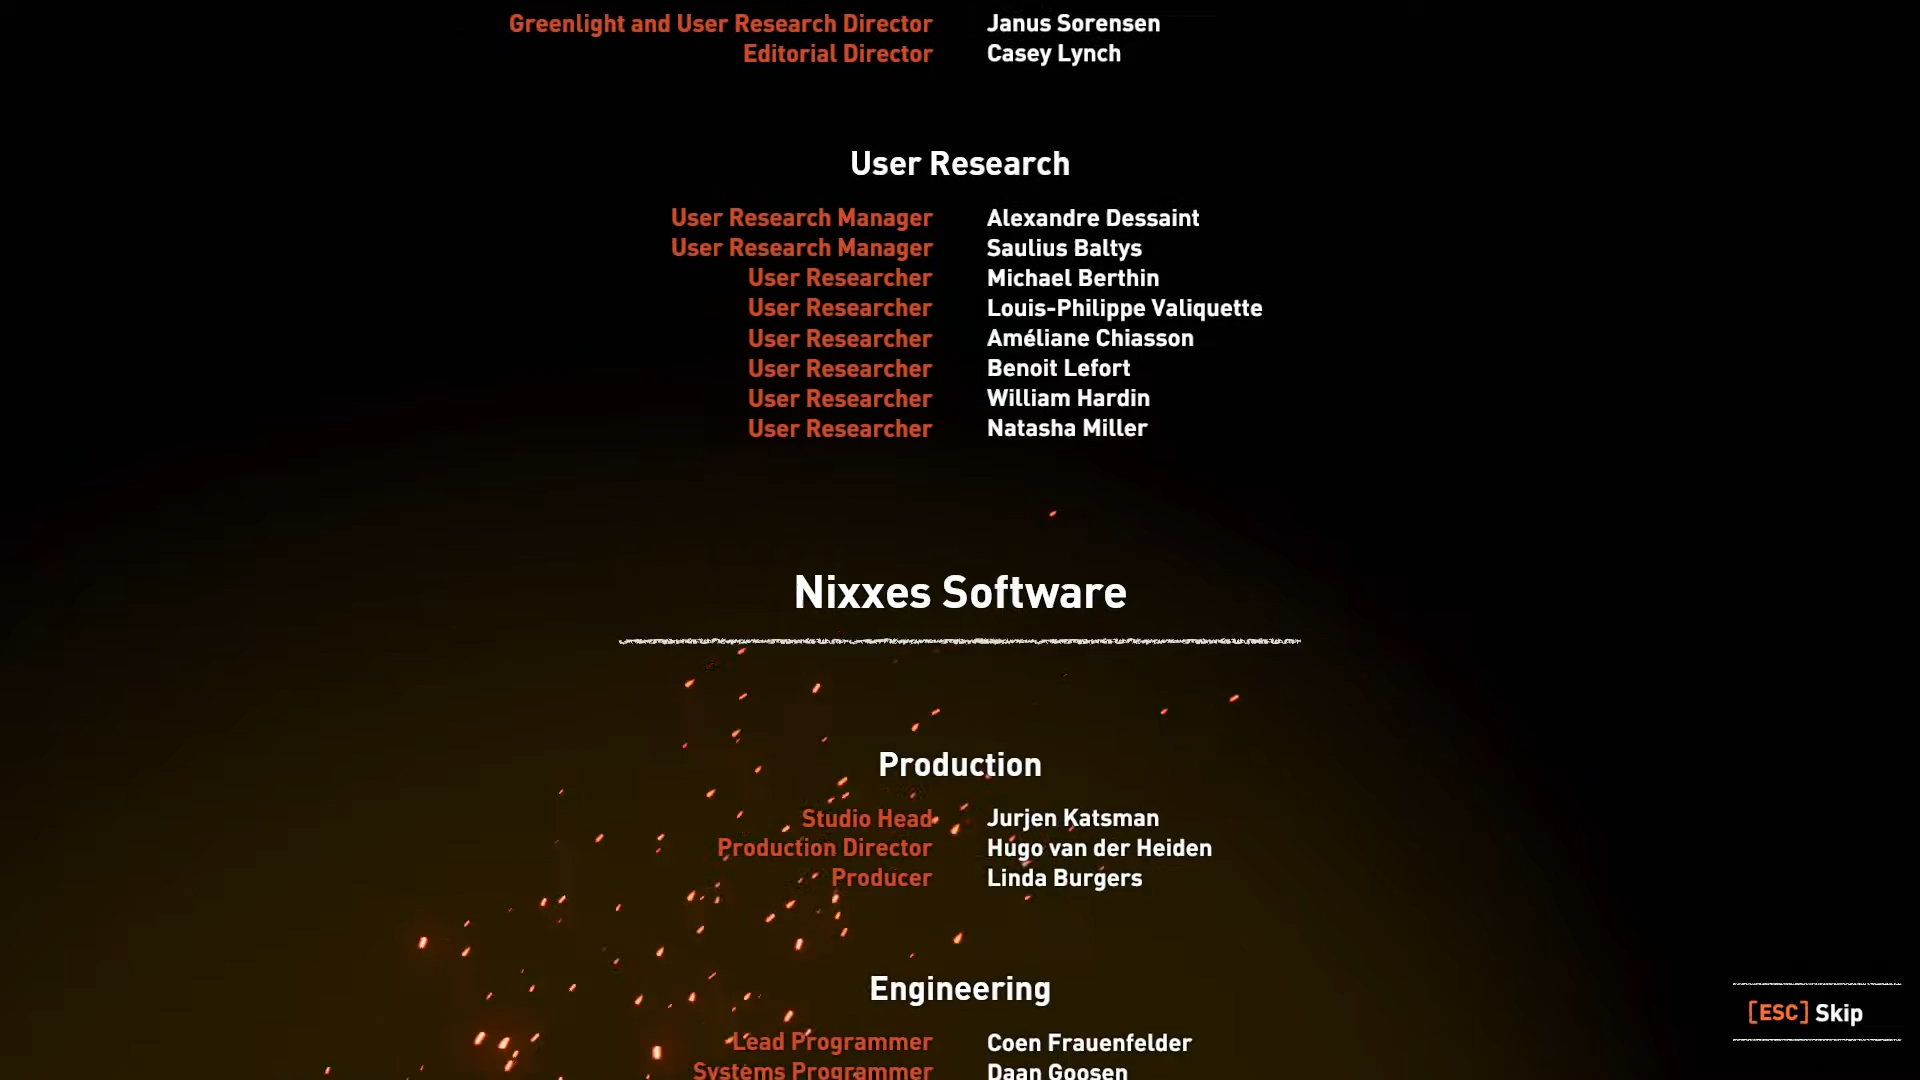 Greenlight and User Research Director Janus Sorensen
Editorial Director Casey Lynch
User Research
User Research Manager Alexandre Dessaint
User Research Manager Saulius Baltys
User Researcher Michael Berthin
User Researcher Louis-Philippe Valiquette
User Researcher Améliane Chiasson
User Researcher Benoit Lefort
User Researcher William Hardin
User Researcher Natasha Miller
Nixxes Software
Production
Studio Head Jurjen Katsman
Production Director Hugo van der Heiden
Producer Linda Burgers
Engineering
Lead Programmer Coen Frauenfelder
Systems Programmer Daan Goosen
[ESC] Skip